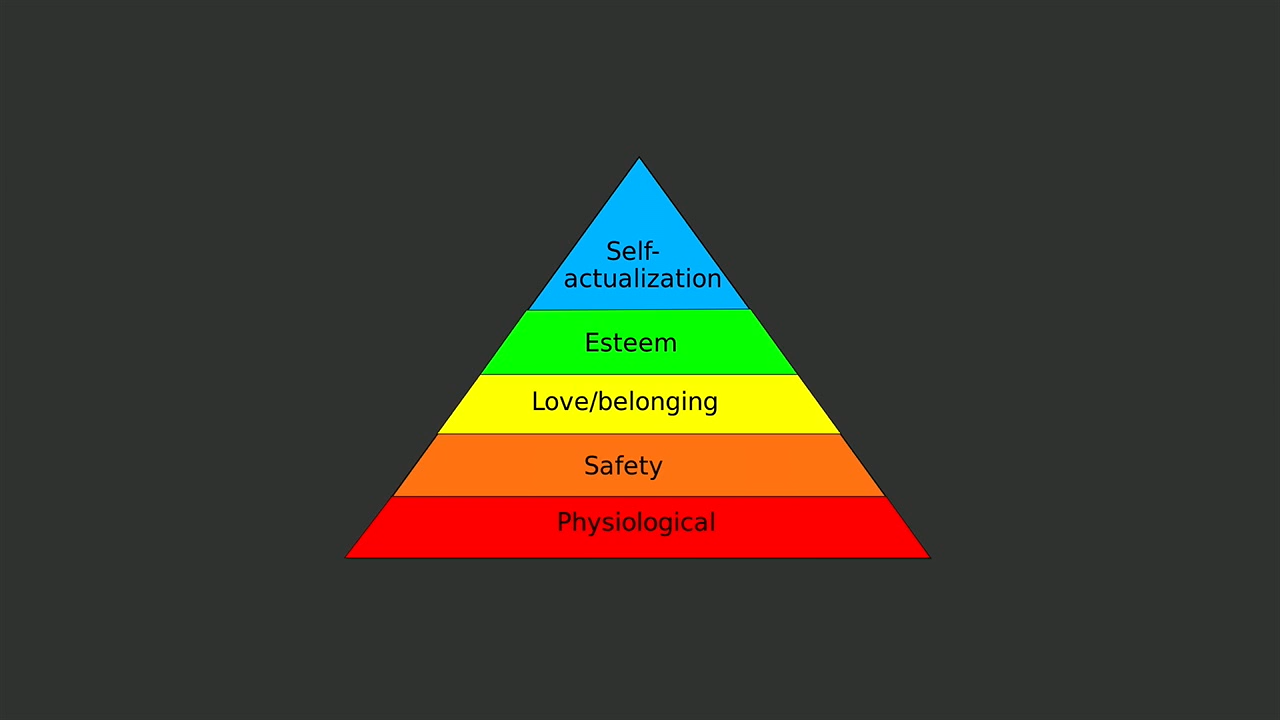 Self-
actualization
Esteem
Love/belonging
Safety
Physiological